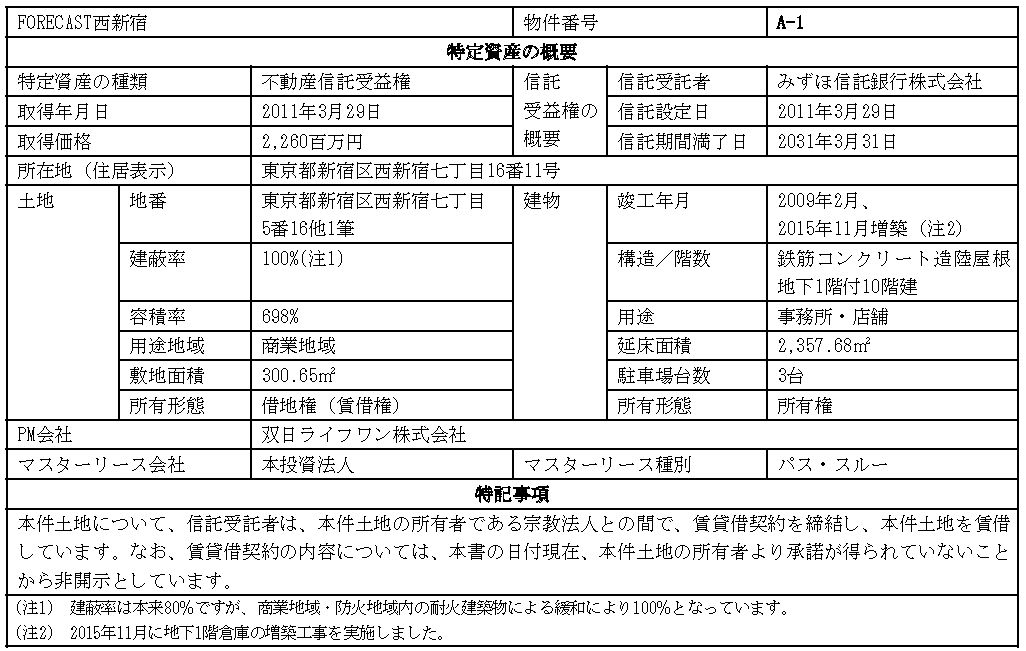 FORECAST西新宿 物件番号 A-1
特定資産の概要
特定資産の種類 不動産信託受益権 信託 信託受託者 みずほ信託銀行株式会社
取得年月日 2011年3月29日 受益権の 信託設定日 2011年3月29日
取得価格 2,260百万円 概要 信託期間満了日 2031年3月31日
所在地（住居表示） 東京都新宿区西新宿七丁目16番11号
土地 地番 東京都新宿区西新宿七丁目 建物 竣工年月 2009年2月、
5番16他1筆 2015年11月増築（注2）
建蔽率 100%(注1) 構造／階数 鉄筋コンクリート造陸屋根
地下1階付10階建
容積率 698% 用途 事務所・店舗
用途地域 商業地域 延床面積 2,357.68㎡
敷地面積 300.65㎡ 駐車場台数 3台
所有形態 借地権（賃借権） 所有形態 所有権
PM会社 双日ライフワン株式会社
マスターリース会社 本投資法人 マスターリース種別 パス・スルー
特記事項
本件土地について、信託受託者は、本件土地の所有者である宗教法人との間で、賃貸借契約を締結し、本件土地を賃借
しています。なお、賃貸借契約の内容については、本書の日付現在、本件土地の所有者より承諾が得られていないこと
から非開示としています。
(注1) 建蔽率は本来80%ですが、商業地域・防火地域内の耐火建築物による緩和により100%となっています。
(注2) 2015年11月に地下1階倉庫の増築工事を実施しました。